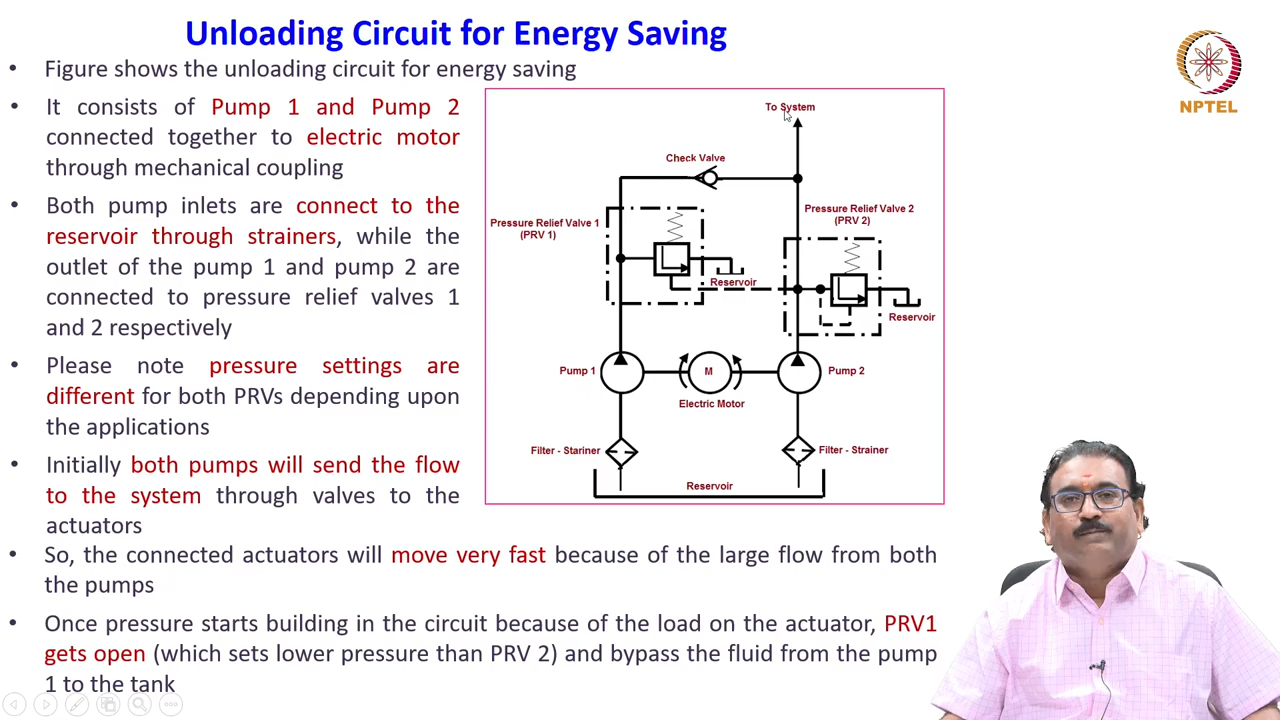 Unloading Circuit for Energy Saving
• Figure shows the unloading circuit for energy saving
• It consists of Pump 1 and Pump 2
connected together to electric motor
through mechanical coupling
• Both pump inlets are connect to the
reservoir through strainers, while the
outlet of the pump 1 and pump 2 are
connected to pressure relief valves 1
and 2 respectively
• Please note pressure settings are
different for both PRVs depending upon
the applications
• Initially both pumps will send the flow
to the system through valves to the
actuators
• So, the connected actuators will move very fast because of the large flow from both
the pumps
• Once pressure starts building in the circuit because of the load on the actuator, PRV1
gets open (which sets lower pressure than PRV 2) and bypass the fluid from the pump
1 to the tank
To System
Check Valve
Pressure Relief Valve 1
(PRV 1)
Pressure Relief Valve 2
(PRV 2)
Reservoir
Reservoir
Pump 1
M
Pump 2
Electric Motor
Filter - Stariner
Filter - Strainer
Reservoir
NPTEL